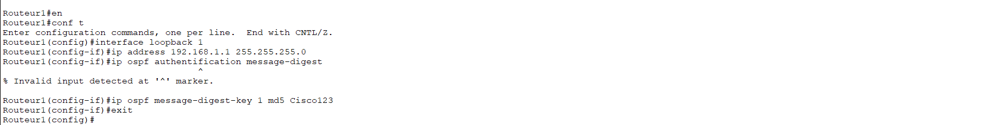 Routeur1#en
Routeur1#conf t
Enter configuration commands, one per line.  End with CNTL/Z.
Routeur1(config)#interface loopback 1
Routeur1(config-if)#ip address 192.168.1.1 255.255.255.0
Routeur1(config-if)#ip ospf authentification message-digest
                                    ^
% Invalid input detected at '^' marker.

Routeur1(config-if)#ip ospf message-digest-key 1 md5 Cisco123
Routeur1(config-if)#exit
Routeur1(config)#